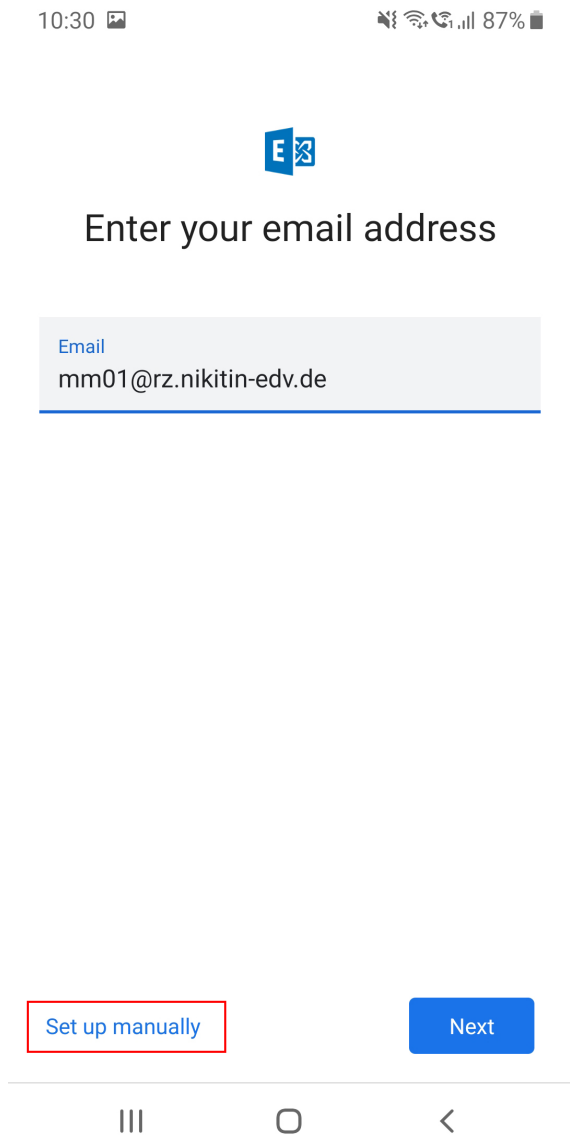 10:30 87%
E
Enter your email address
Email
mm01@rz.nikitin-edv.de
Set up manually Next